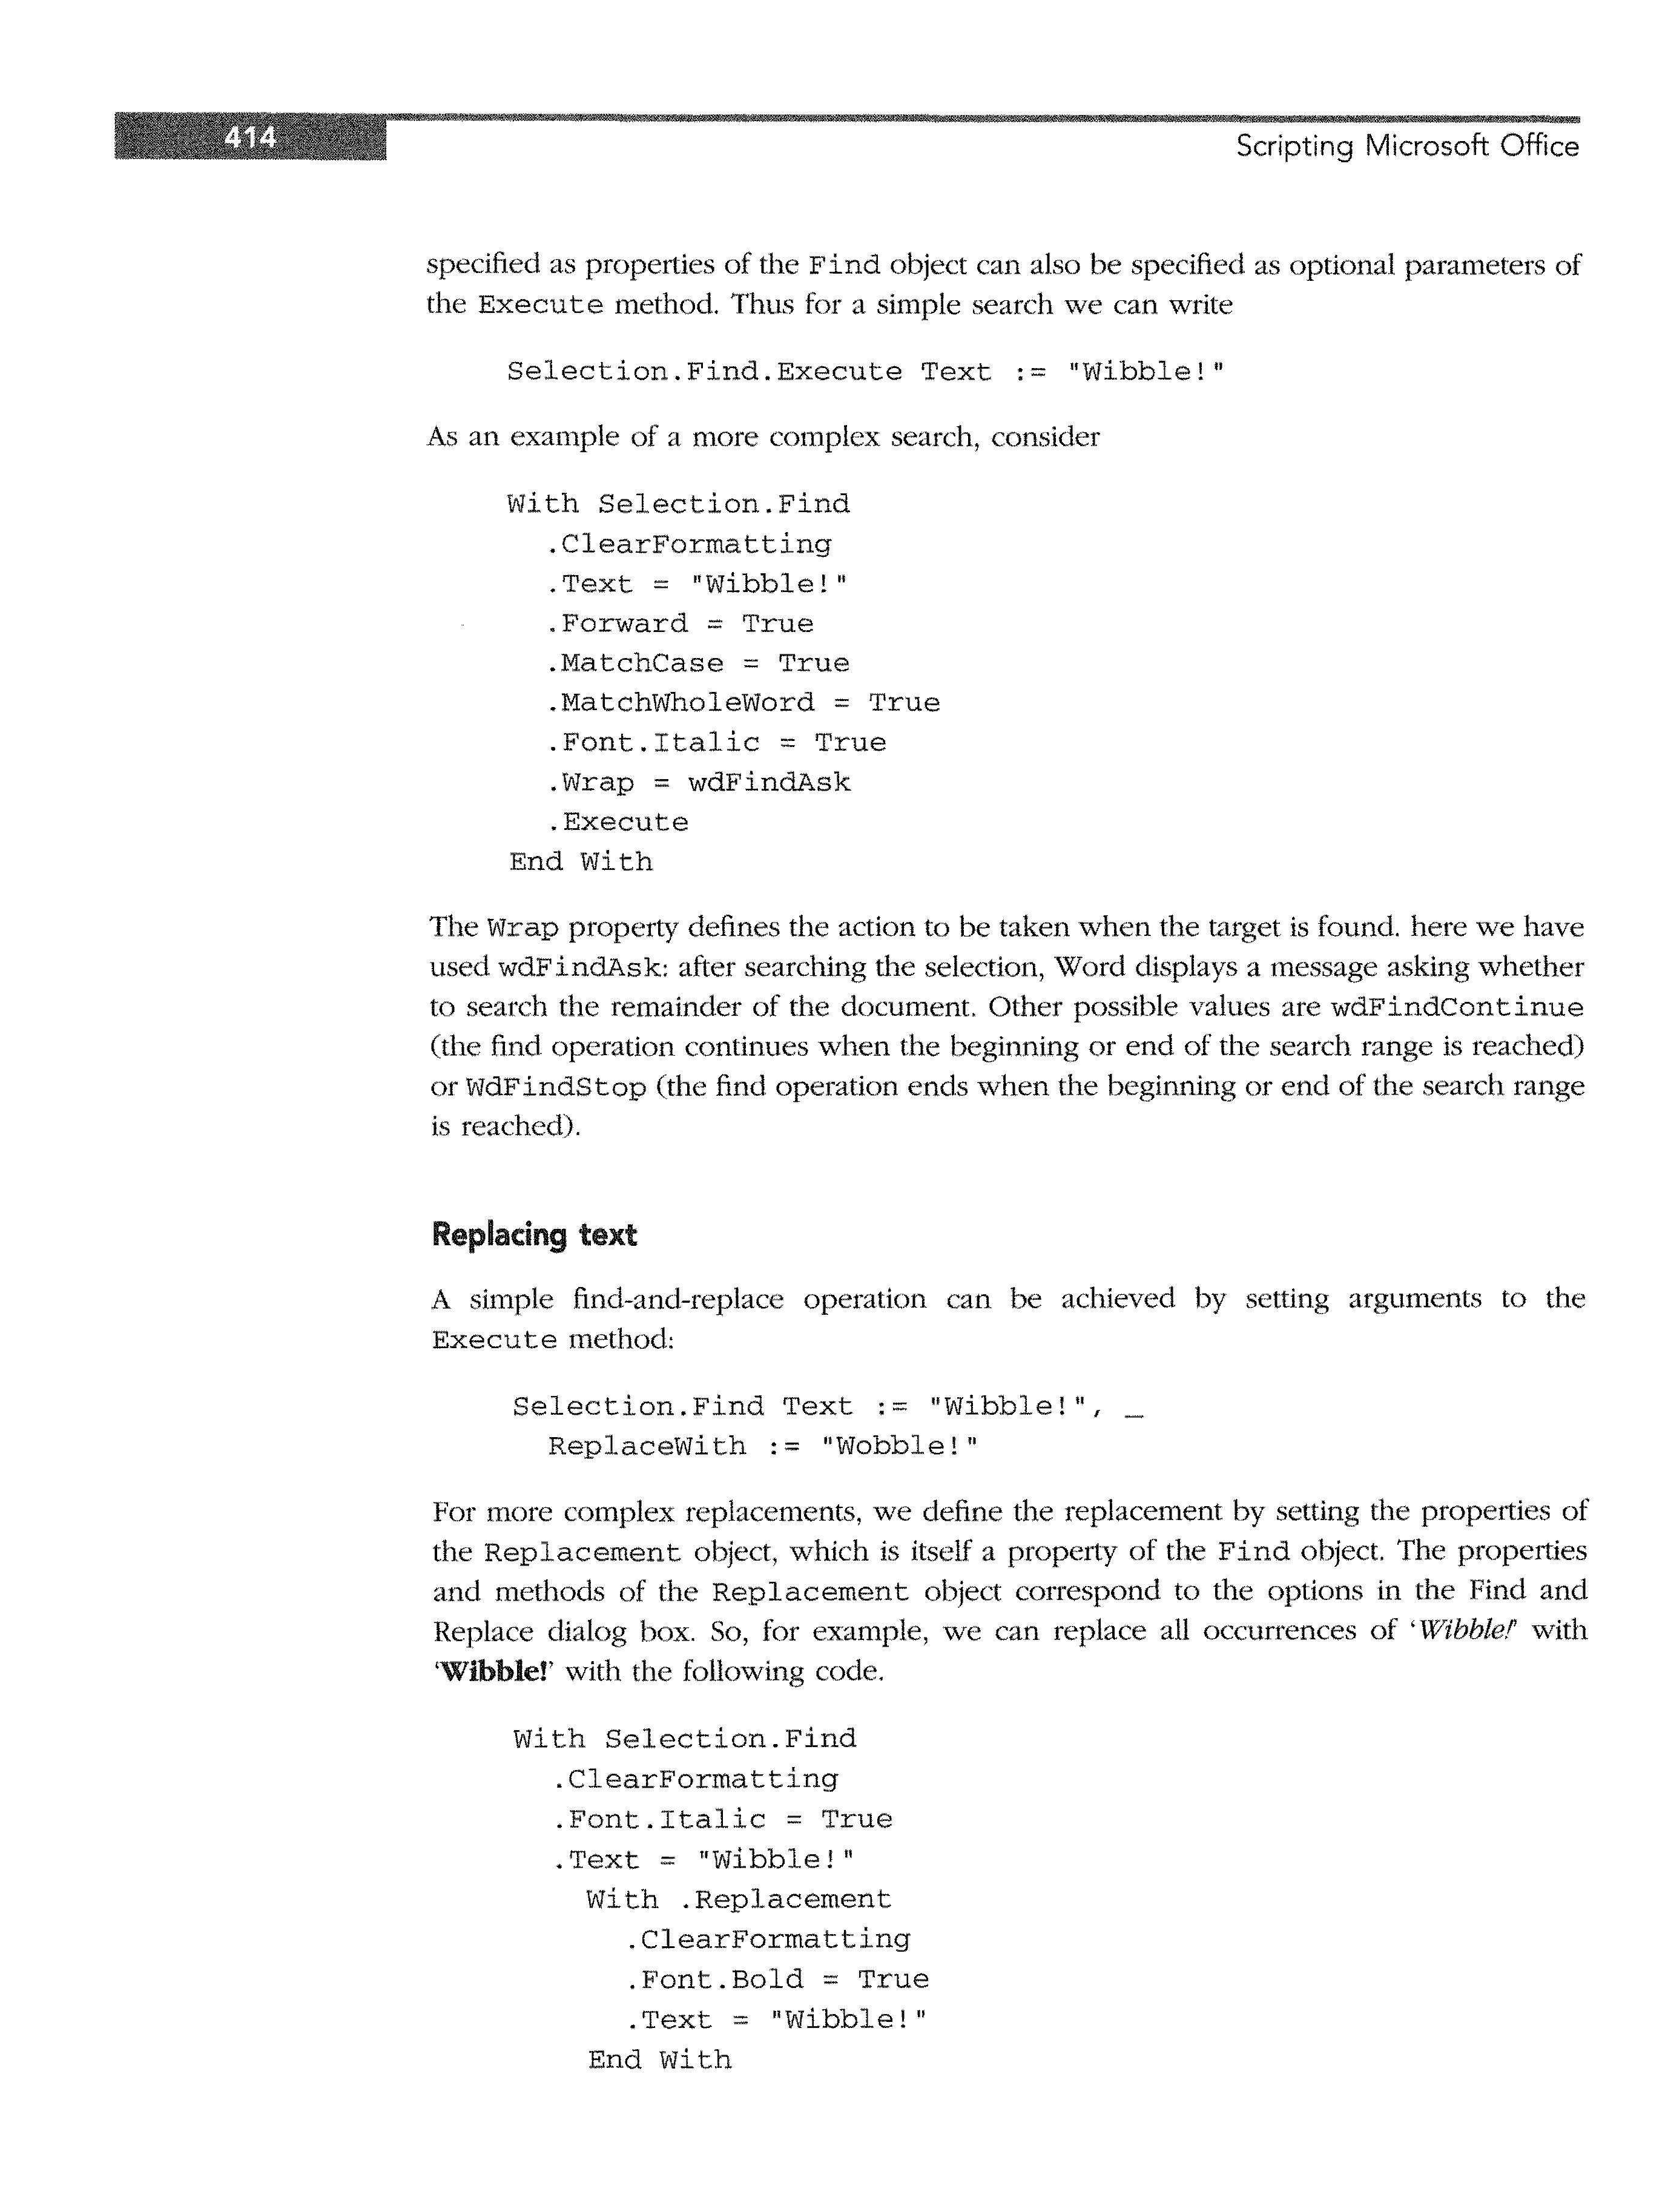 414
Scripting Microsoft Office
specified as properties of the Find object can also be specified as optional parameters of
the Execute method. Thus for a simple search we can write
Selection.Find.Execute Text := "Wibble!"
As an example of a more complex search, consider
With Selection.Find
.ClearFormatting
.Text = "Wibble!"
.Forward = True
.MatchCase = True
.MatchWholeWord = True
.Font.Italic = True
.Wrap = wdFindAsk
.Execute
End With
The Wrap property defines the action to be taken when the target is found. here we have
used wdFindAsk: after searching the selection, Word displays a message asking whether
to search the remainder of the document. Other possible values are wdFindContinue
(the find operation continues when the beginning or end of the search range is reached)
or WdFindStop (the find operation ends when the beginning or end of the search range
is reached).
Replacing text
A simple find-and-replace operation can be achieved by setting arguments to the
Execute method:
Selection.Find Text := "Wibble!", _
ReplaceWith := "Wobble!"
For more complex replacements, we define the replacement by setting the properties of
the Replacement object, which is itself a property of the Find object. The properties
and methods of the Replacement object correspond to the options in the Find and
Replace dialog box. So, for example, we can replace all occurrences of ‘Wibble!’ with
‘Wibble!’ with the following code.
With Selection.Find
.ClearFormatting
.Font.Italic = True
.Text = "Wibble!"
With .Replacement
.ClearFormatting
.Font.Bold = True
.Text = "Wibble!"
End With